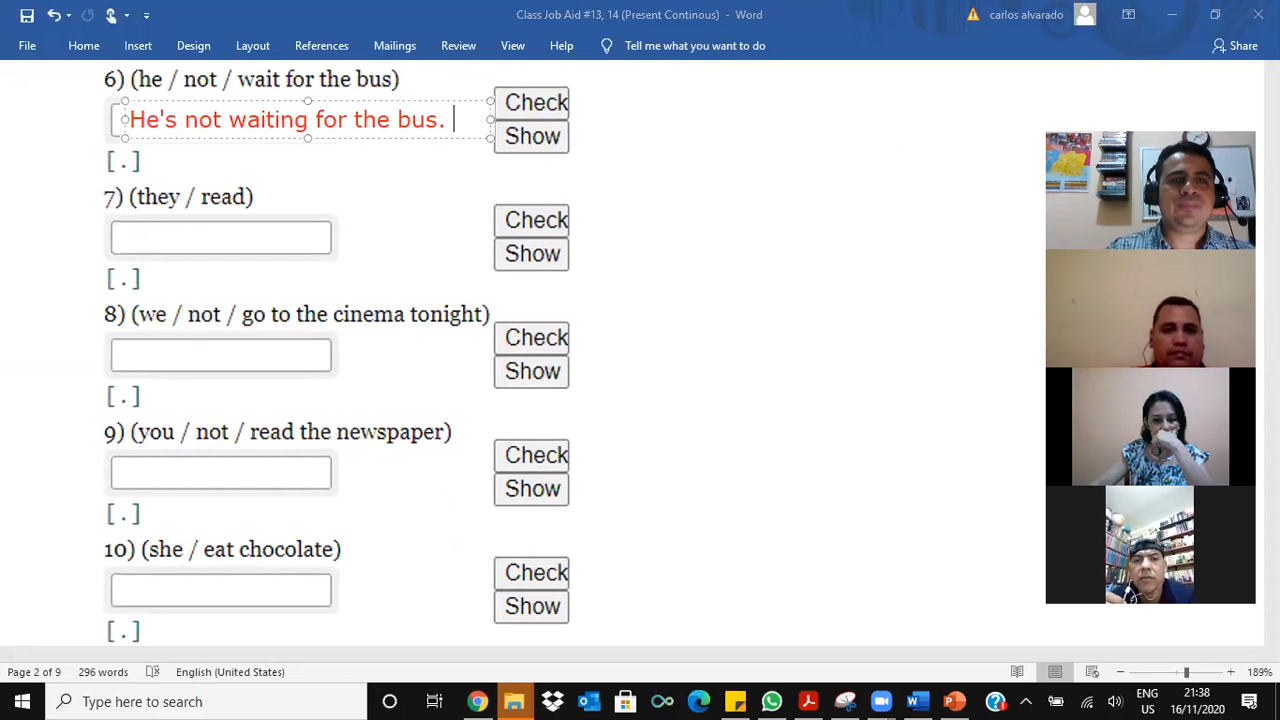 Class Job Aid #13, 14 (Present Continous) - Word
carlos alvarado
File Home Insert Design Layout References Mailings Review View Help Tell me what you want to do Share
6) (he / not / wait for the bus)
He's not waiting for the bus.
Check
Show
[ . ]
7) (they / read)
Check
Show
[ . ]
8) (we / not / go to the cinema tonight)
Check
Show
[ . ]
9) (you / not / read the newspaper)
Check
Show
[ . ]
10) (she / eat chocolate)
Check
Show
[ . ]
Page 2 of 9 296 words English (United States) 189%
Type here to search
ENG
US
21:38
16/11/2020